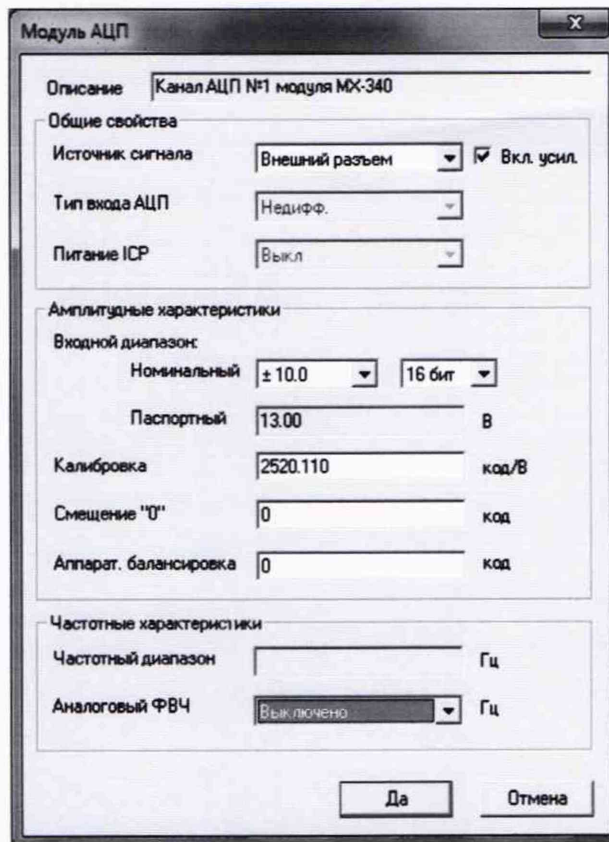 Модуль АЦП
Описание Канал АЦП №1 модуля MX-340
Общие свойства
Источник сигнала Внешний разъем Вкл. усил.
Тип входа АЦП Недифф.
Питание ICP Выкл
Амплитудные характеристики
Входной диапазон:
Номинальный ± 10.0 16 бит
Паспортный 13.00 В
Калибровка 2520.110 код/В
Смещение "0" 0 код
Аппарат. балансировка 0 код
Частотные характеристики
Частотный диапазон Гц
Аналоговый ФВЧ Выключено Гц
Да Отмена